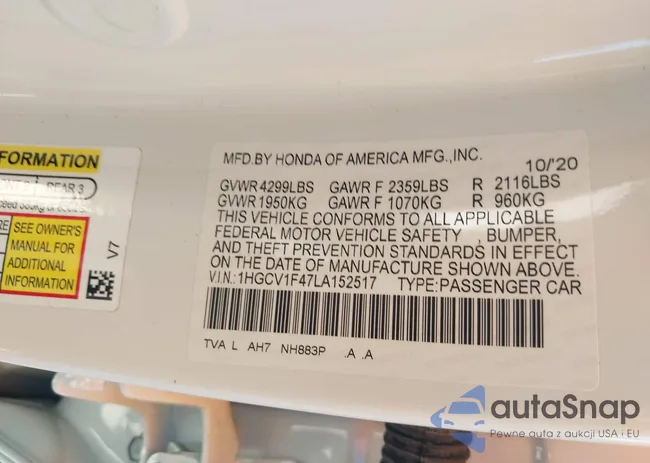 FORMATION
REAR 3
SEE OWNER'S
MANUAL FOR
ADDITIONAL
INFORMATION
V7
MFD.BY HONDA OF AMERICA MFG.,INC. 10/'20
GVWR 4299LBS GAWR F 2359LBS R 2116LBS
GVWR 1950KG GAWR F 1070KG R 960KG
THIS VEHICLE CONFORMS TO ALL APPLICABLE
FEDERAL MOTOR VEHICLE SAFETY , BUMPER,
AND THEFT PREVENTION STANDARDS IN EFFECT
ON THE DATE OF MANUFACTURE SHOWN ABOVE.
V.I.N.:1HGCV1F47LA152517 TYPE:PASSENGER CAR
TVA L AH7 NH883P .A .A
autaSnap
Pewne auta z aukcji USA i EU